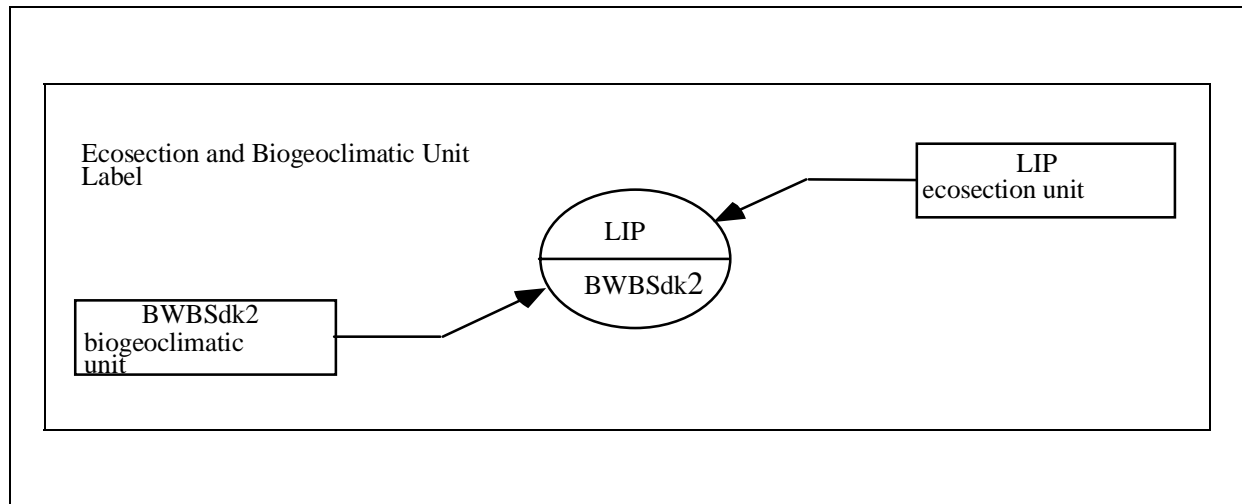 Ecosection and Biogeoclimatic Unit
Label
LIP
ecosection unit
LIP
BWBSdk2
BWBSdk2
biogeoclimatic
unit